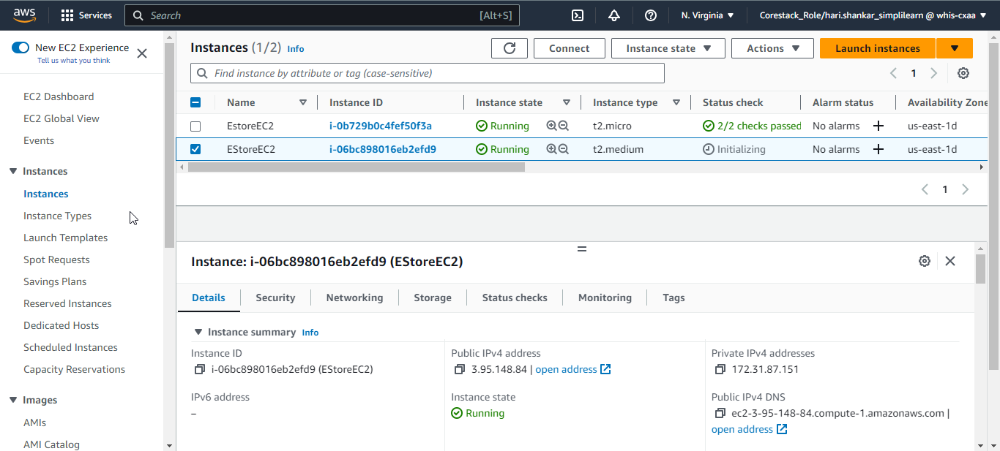 aws Services Search [Alt+S] N. Virginia Corestack_Role/hari.shankar_simplilearn @ whis-cxaa
New EC2 Experience
Tell us what you think
EC2 Dashboard
EC2 Global View
Events
Instances
Instances
Instance Types
Launch Templates
Spot Requests
Savings Plans
Reserved Instances
Dedicated Hosts
Scheduled Instances
Capacity Reservations
Images
AMIs
AMI Catalog
Instances (1/2) Info Connect Instance state Actions Launch instances
Find instance by attribute or tag (case-sensitive) 1
Name Instance ID Instance state Instance type Status check Alarm status Availability Zone
EstoreEC2 i-0b729b0c4fef50f3a Running t2.micro 2/2 checks passed No alarms us-east-1d
EStoreEC2 i-06bc898016eb2efd9 Running t2.medium Initializing No alarms us-east-1d
1
Instance: i-06bc898016eb2efd9 (EStoreEC2)
Details Security Networking Storage Status checks Monitoring Tags
Instance summary Info
Instance ID
i-06bc898016eb2efd9 (EStoreEC2)
Public IPv4 address
3.95.148.84 | open address
Private IPv4 addresses
172.31.87.151
IPv6 address
–
Instance state
Running
Public IPv4 DNS
ec2-3-95-148-84.compute-1.amazonaws.com |
open address